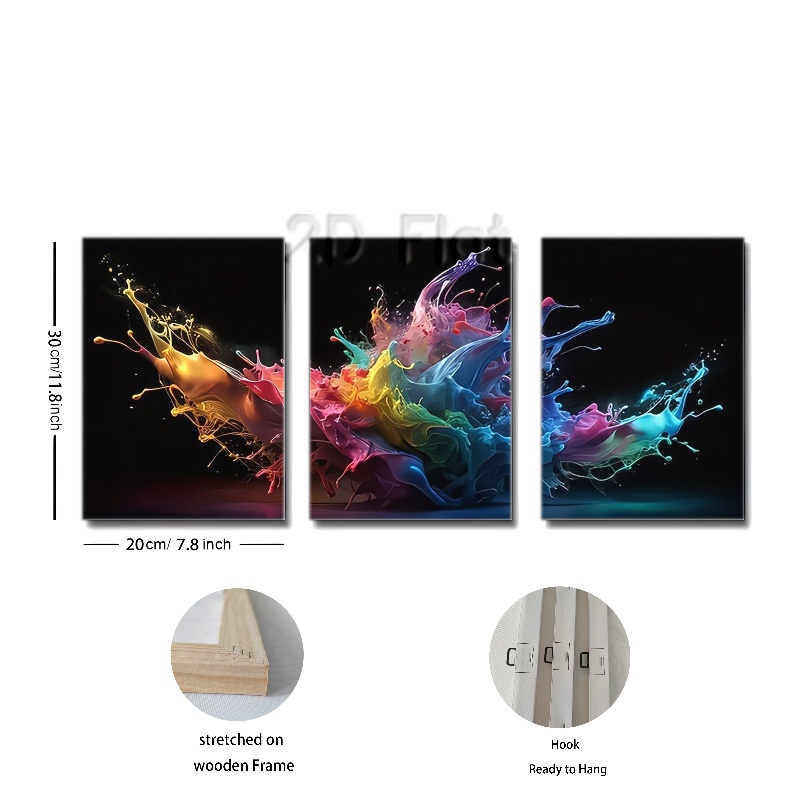 2D Flat
30cm/11.8inch
20cm/ 7.8 inch
stretched on
wooden Frame
Hook
Ready to Hang